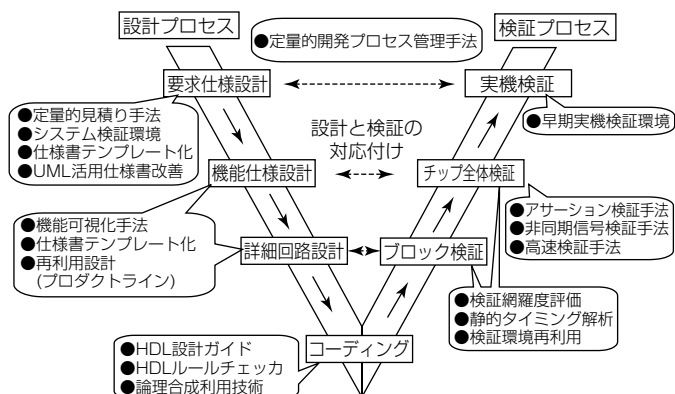 設計プロセス
検証プロセス
●定量的開発プロセス管理手法
要求仕様設計
実機検証
●定量的見積り手法
●システム検証環境
●仕様書テンプレート化
●UML活用仕様書改善
●早期実機検証環境
設計と検証の
対応付け
機能仕様設計
チップ全体検証
●機能可視化手法
●仕様書テンプレート化
●再利用設計
(プロダクトライン)
●アサーション検証手法
●非同期信号検証手法
●高速検証手法
詳細回路設計
ブロック検証
●検証網羅度評価
●静的タイミング解析
●検証環境再利用
コーディング
●HDL設計ガイド
●HDLルールチェッカ
●論理合成利用技術